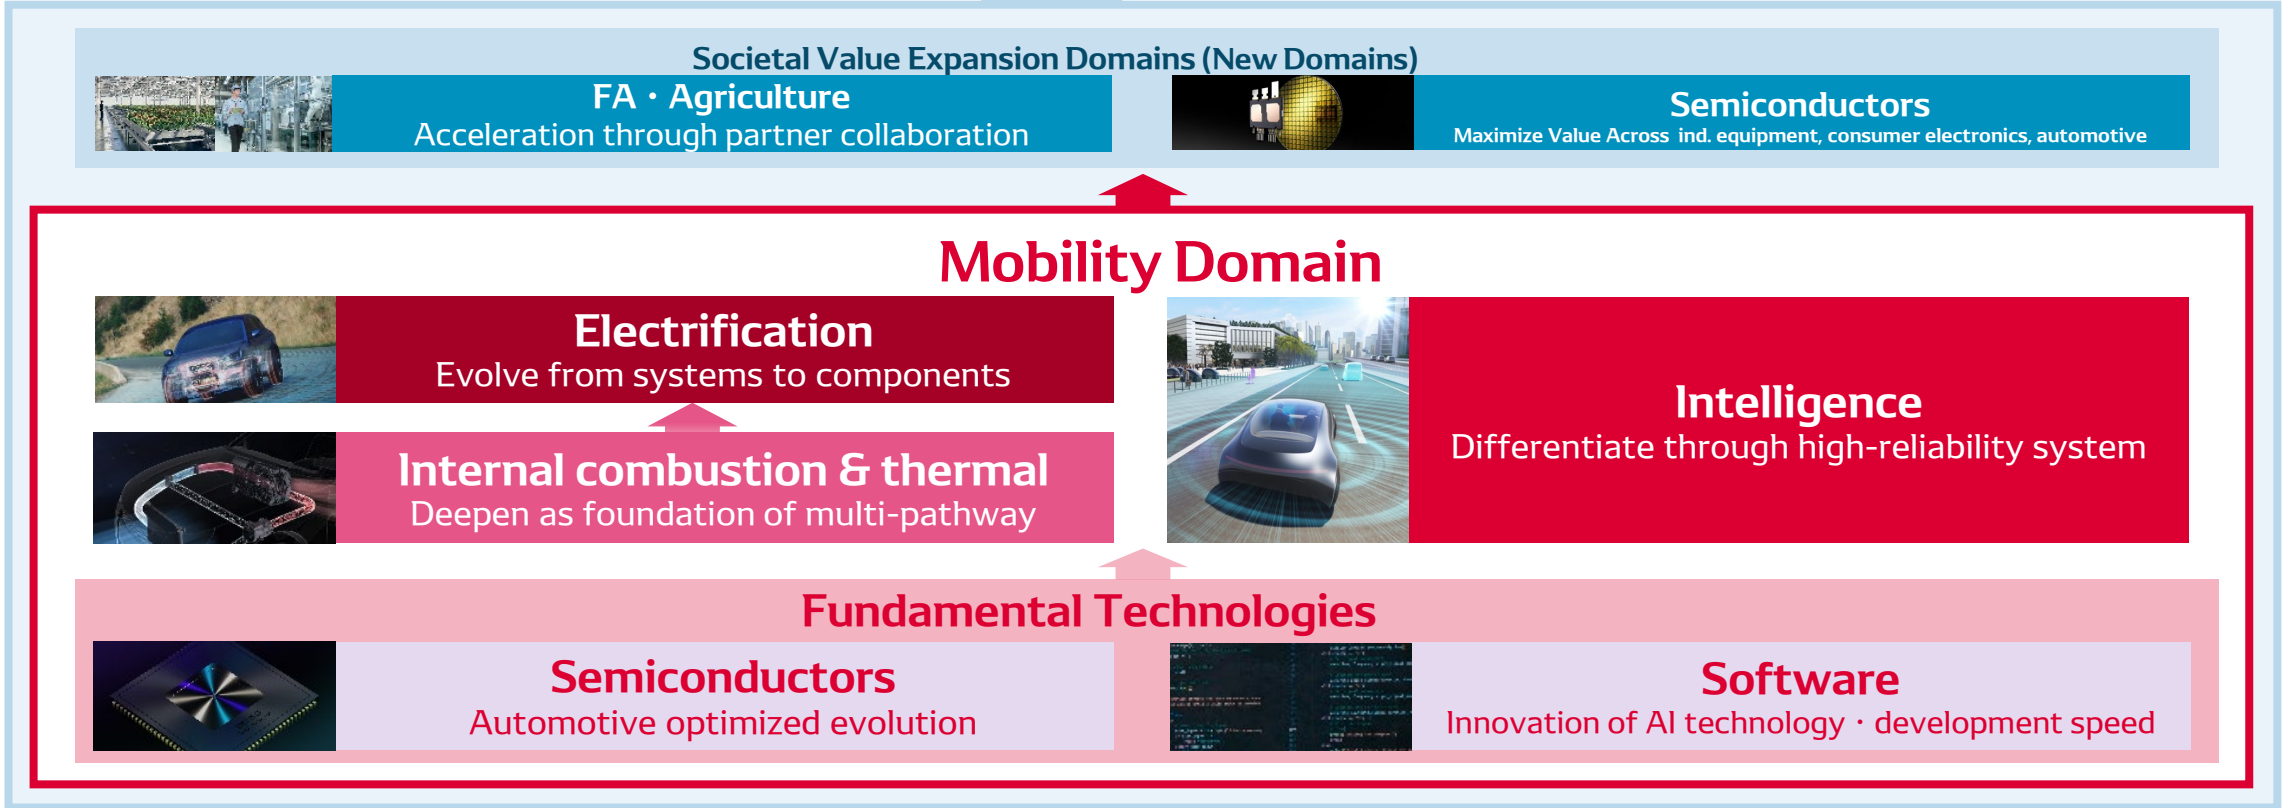 Societal Value Expansion Domains (New Domains)
FA・Agriculture
Acceleration through partner collaboration
Semiconductors
Maximize Value Across ind. equipment, consumer electronics, automotive
Mobility Domain
Electrification
Evolve from systems to components
Internal combustion & thermal
Deepen as foundation of multi-pathway
Intelligence
Differentiate through high-reliability system
Fundamental Technologies
Semiconductors
Automotive optimized evolution
Software
Innovation of AI technology・development speed